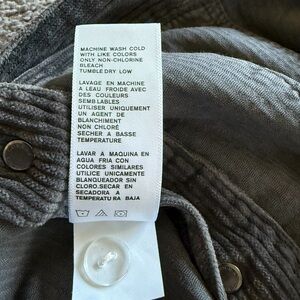 MACHINE WASH COLD
WITH LIKE COLORS
ONLY NON-CHLORINE
BLEACH
TUMBLE DRY LOW
LAVAGE EN MACHINE
A LEAU FROIDE AVEC
DES COULEURS
SEMBLABLES
UTILISER UNIQUEMENT
UN AGENT DE
BLANCHIMENT
NON CHLORÉ
SECHER A BASSE
TEMPERATURE
LAVAR A MAQUINA EN
AGUA FRIA CON
COLORES SIMILARES
UTILICE UNICAMENTE
BLANQUEADOR SIN
CLORO.SECAR EN
SECADORA A
TEMPERATURA BAJA